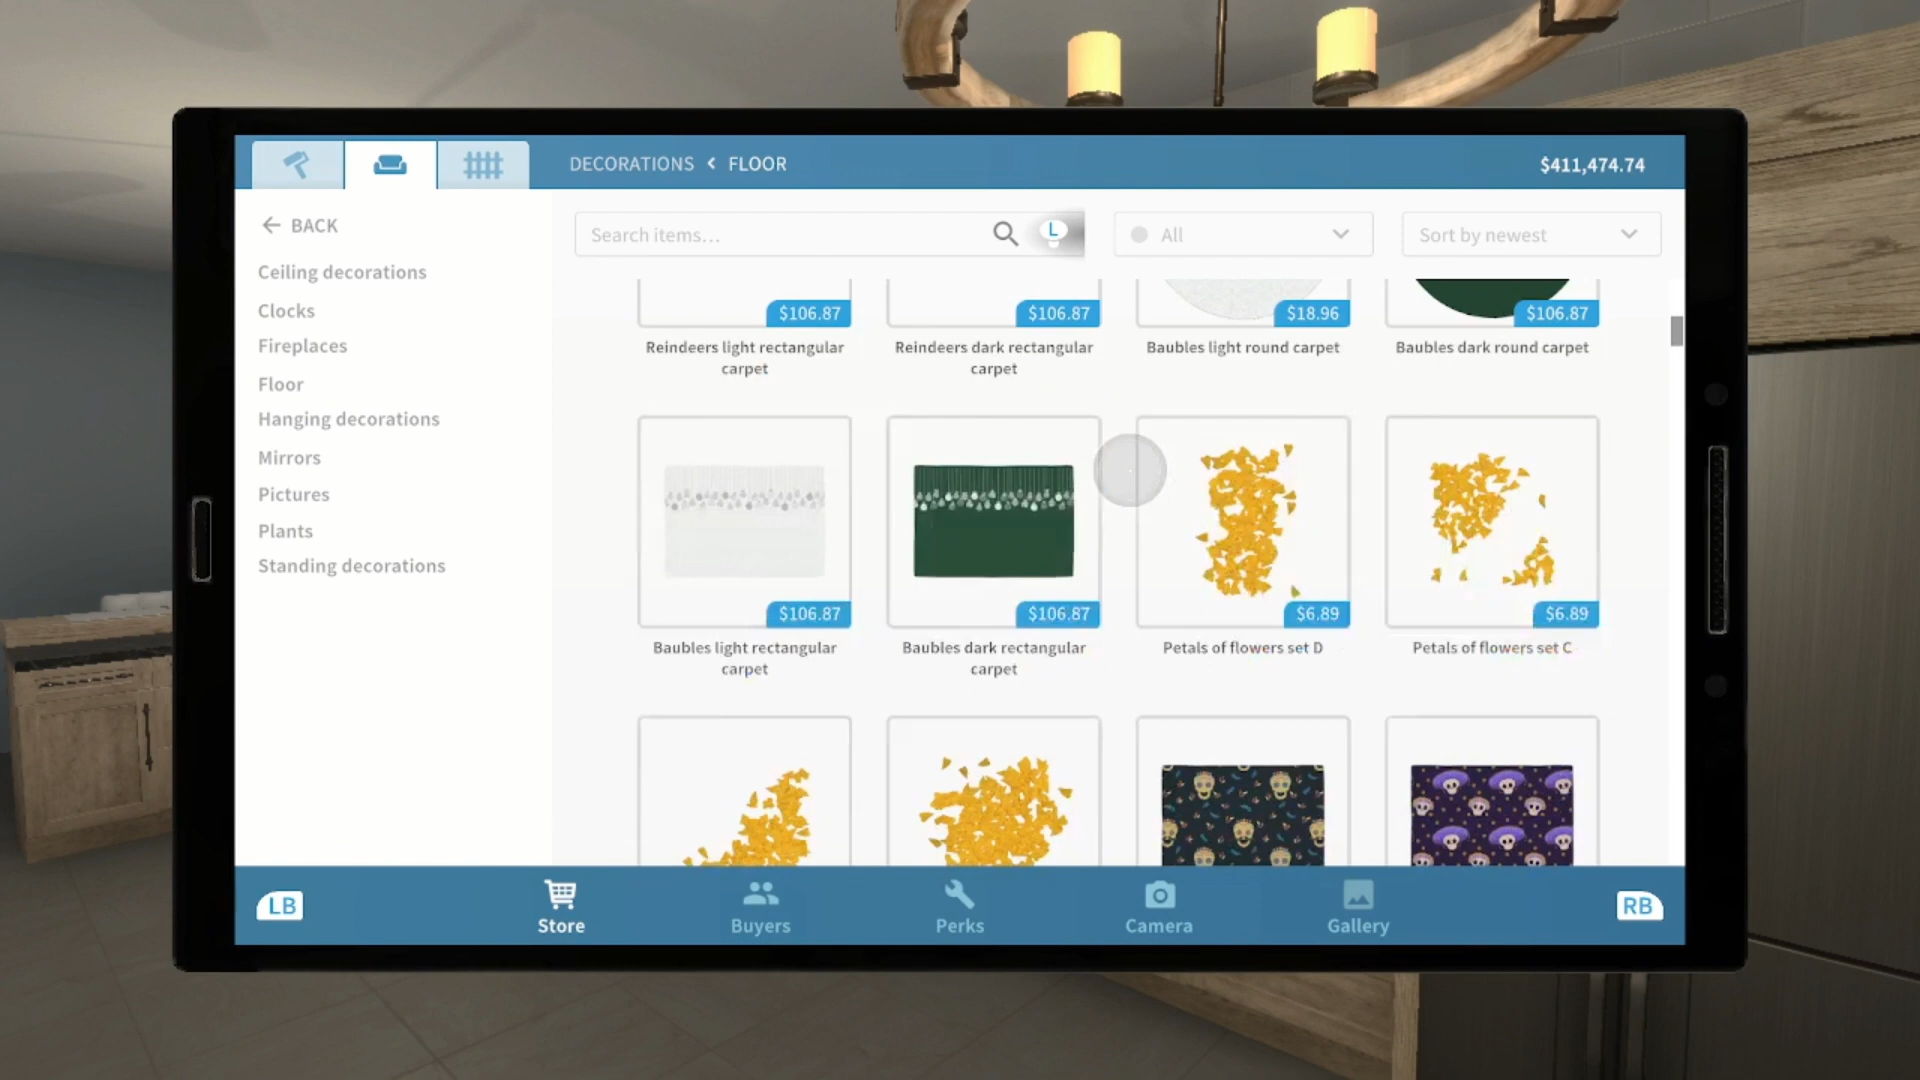 DECORATIONS < FLOOR
$411,474.74
BACK
Search items...
L
All
Sort by newest
Ceiling decorations
Clocks
Fireplaces
Floor
Hanging decorations
Mirrors
Pictures
Plants
Standing decorations
$106.87
$106.87
$18.96
$106.87
Reindeers light rectangular
carpet
Reindeers dark rectangular
carpet
Baubles light round carpet
Baubles dark round carpet
$106.87
$106.87
$6.89
$6.89
Baubles light rectangular
carpet
Baubles dark rectangular
carpet
Petals of flowers set D
Petals of flowers set C
LB
Store
Buyers
Perks
Camera
Gallery
RB